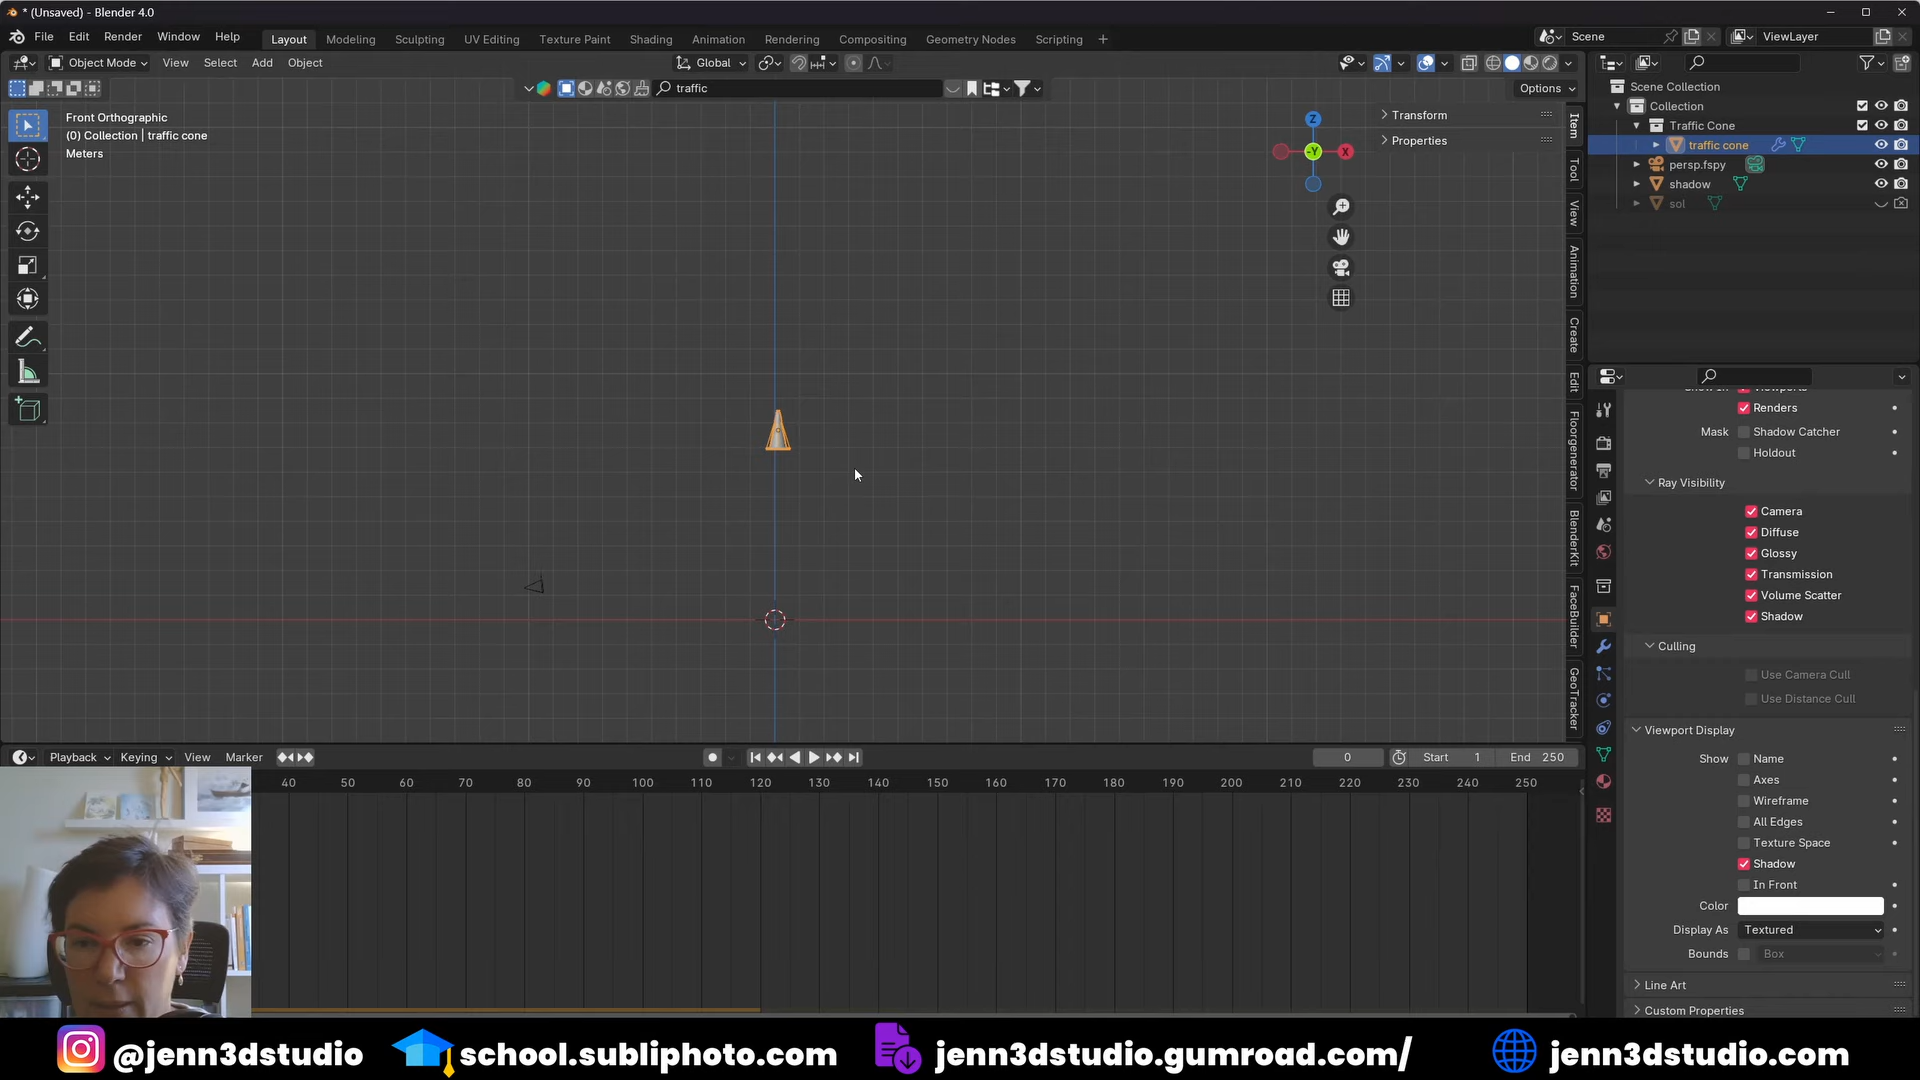 * (Unsaved) - Blender 4.0
File Edit Render Window Help Layout Modeling Sculpting UV Editing Texture Paint Shading Animation Rendering Compositing Geometry Nodes Scripting + Scene ViewLayer
Object Mode View Select Add Object Global
traffic Options
Front Orthographic
(0) Collection | traffic cone
Meters
Z
-Y
X
Transform
Properties
Item
Tool
View
Animation
Create
Edit
Floorgenerator
BlenderKit
FaceBuilder
GeoTracker
Scene Collection
Collection
Traffic Cone
traffic cone
persp.fspy
shadow
sol
Renders
Mask Shadow Catcher
Holdout
Ray Visibility
Camera
Diffuse
Glossy
Transmission
Volume Scatter
Shadow
Culling
Use Camera Cull
Use Distance Cull
Viewport Display
Show Name
Axes
Wireframe
All Edges
Texture Space
Shadow
In Front
Color
Display As Textured
Bounds Box
Line Art
Custom Properties
Playback Keying View Marker 0 Start 1 End 250
40 50 60 70 80 90 100 110 120 130 140 150 160 170 180 190 200 210 220 230 240 250
@jenn3dstudio school.subliphoto.com jenn3dstudio.gumroad.com/ jenn3dstudio.com